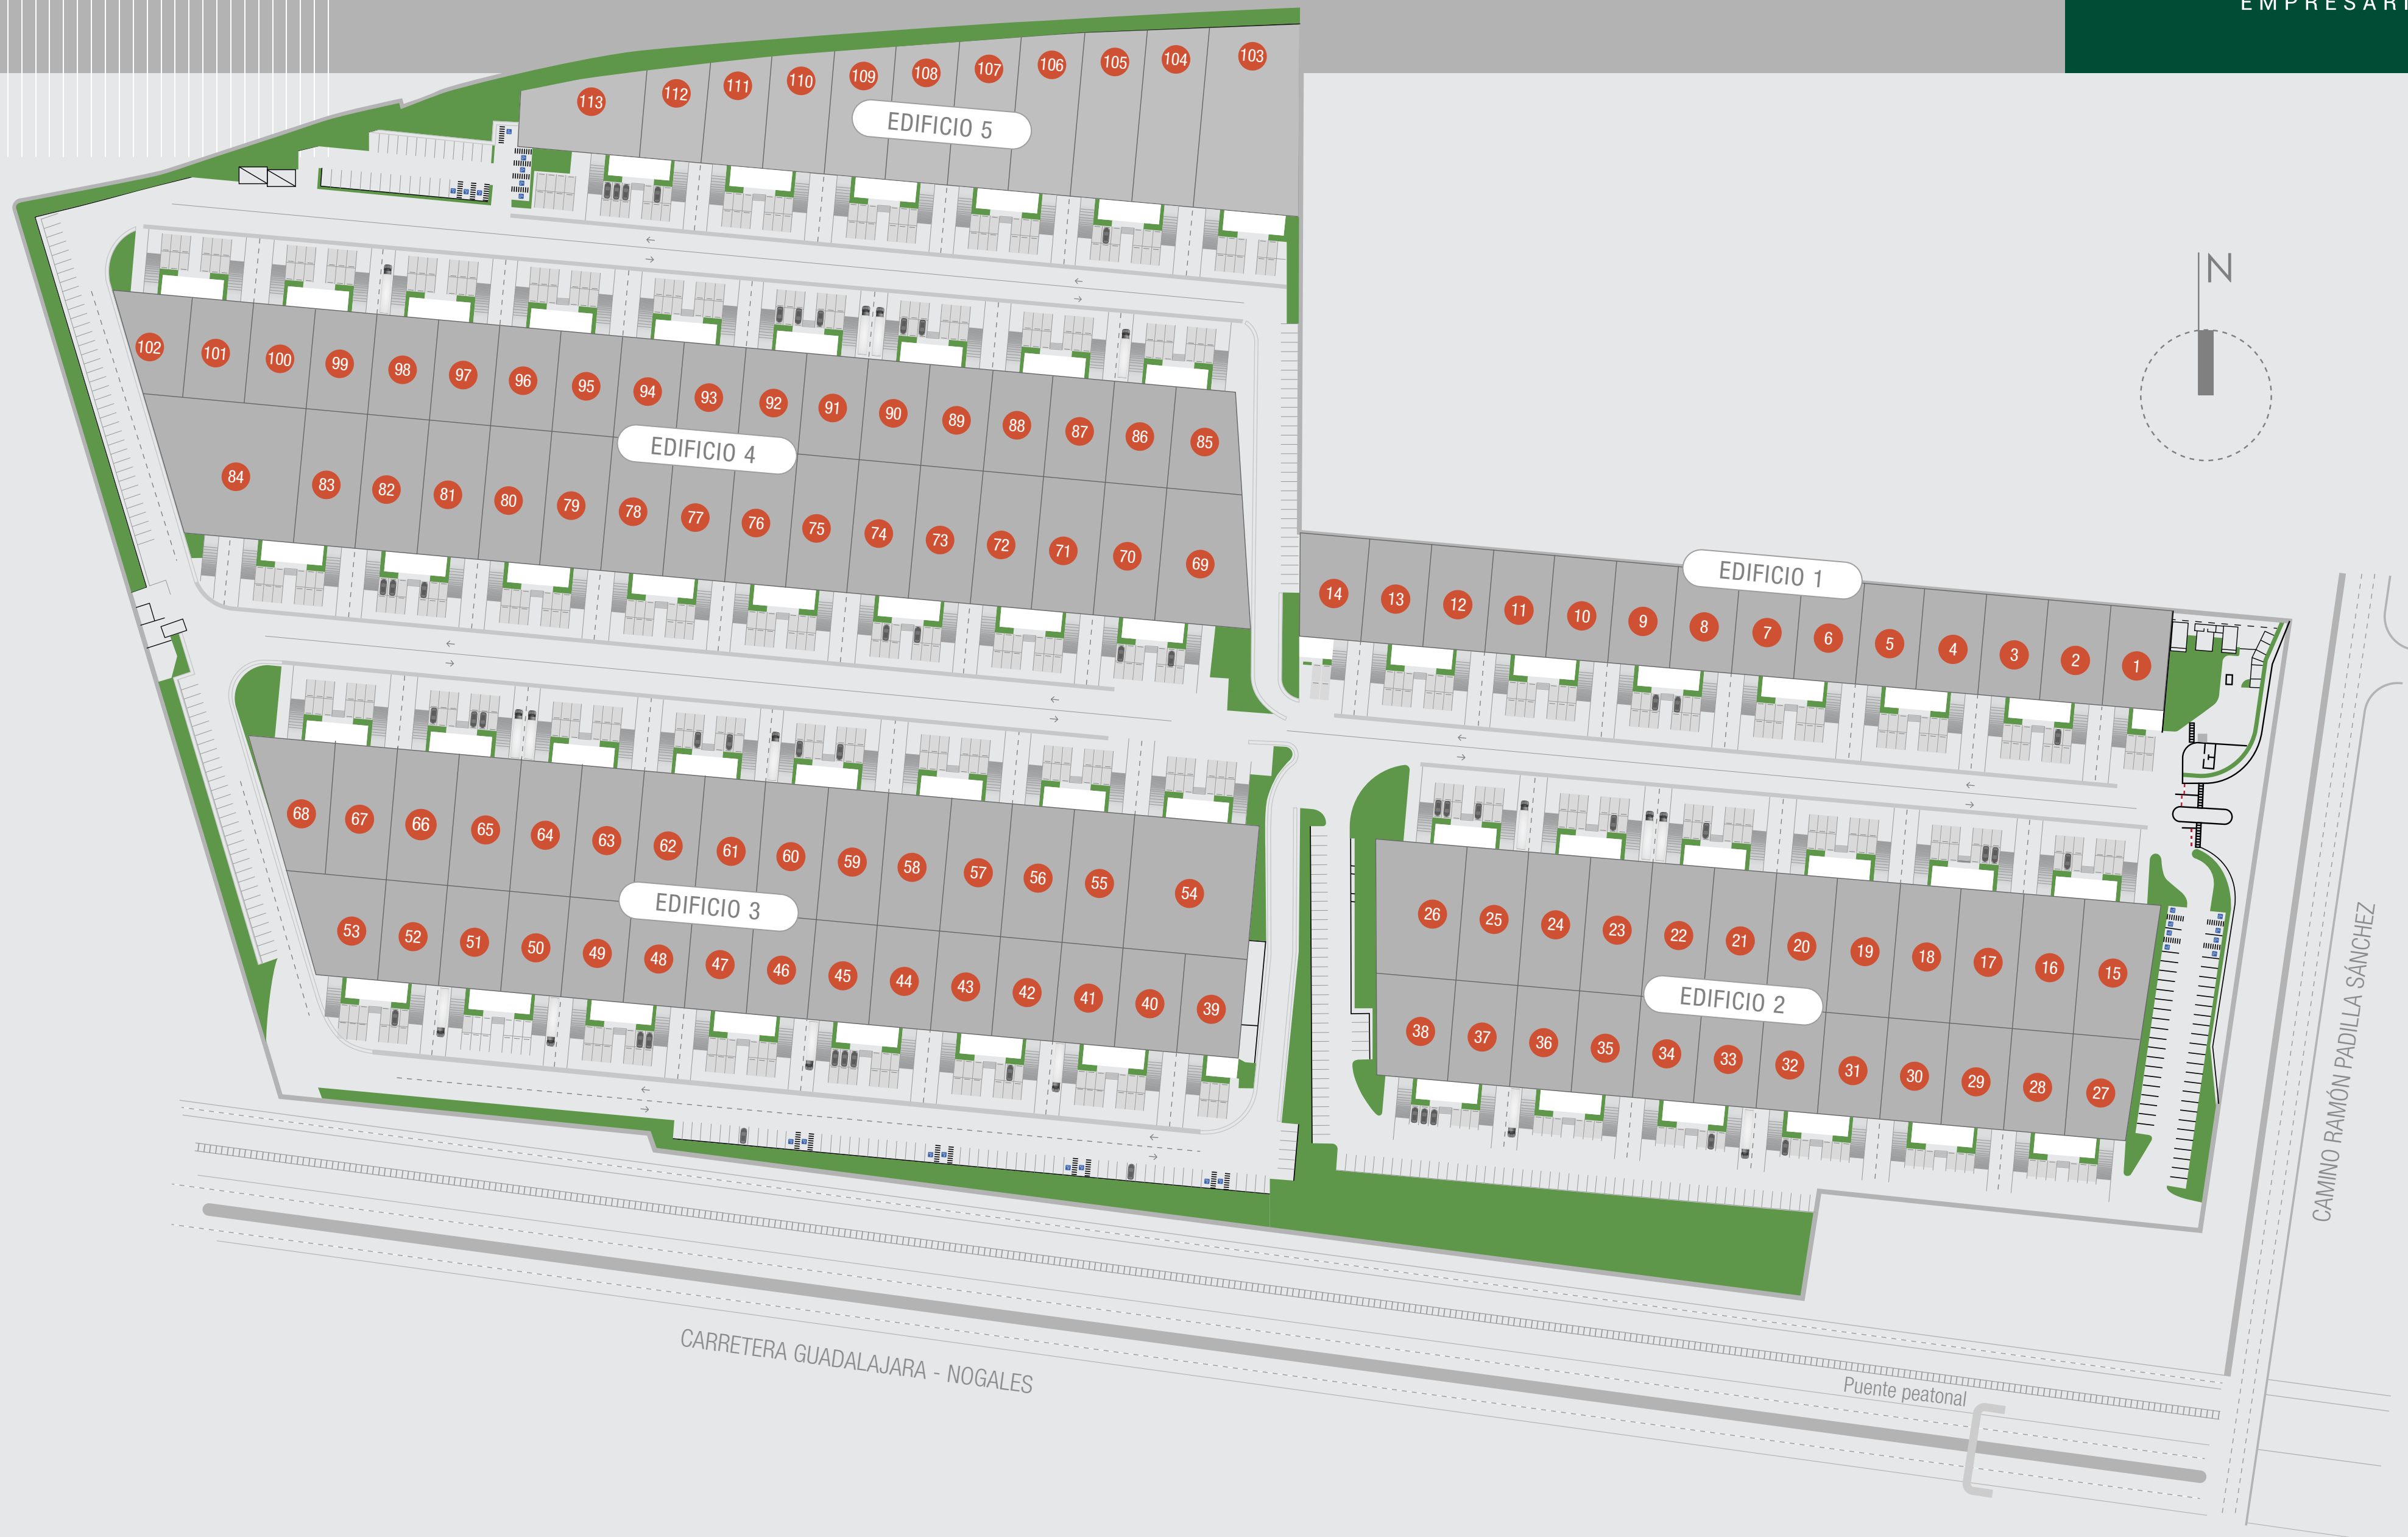 EMPRESARI
113 112 111 110 109 108 107 106 105 104 103
EDIFICIO 5
N
102 101 100 99 98 97 96 95 94 93 92 91 90 89 88 87 86 85
EDIFICIO 4
84 83 82 81 80 79 78 77 76 75 74 73 72 71 70 69
EDIFICIO 1
14 13 12 11 10 9 8 7 6 5 4 3 2 1
68 67 66 65 64 63 62 61 60 59 58 57 56 55 54
EDIFICIO 3
53 52 51 50 49 48 47 46 45 44 43 42 41 40 39
26 25 24 23 22 21 20 19 18 17 16 15
EDIFICIO 2
38 37 36 35 34 33 32 31 30 29 28 27
CAMINO RAMÓN PADILLA SÁNCHEZ
CARRETERA GUADALAJARA - NOGALES
Puente peatonal